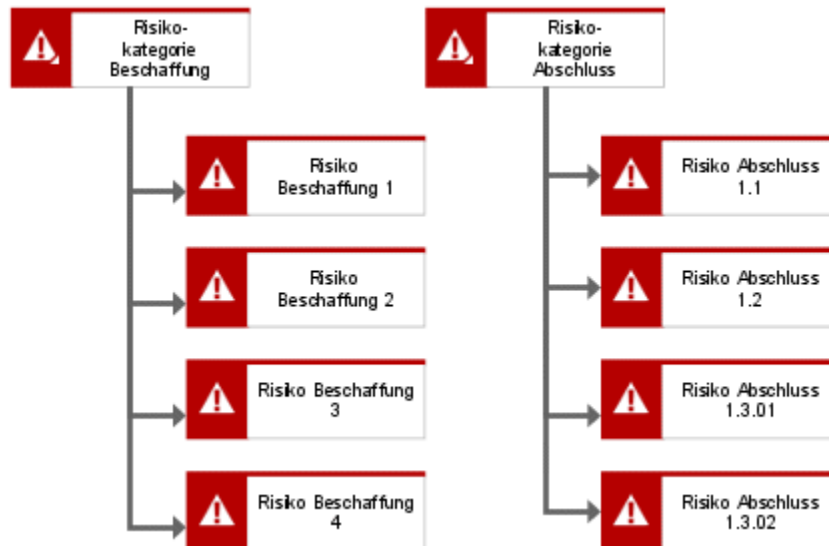 Risiko-
kategorie
Beschaffung
Risiko
Beschaffung 1
Risiko
Beschaffung 2
Risiko Beschaffung
3
Risiko Beschaffung
4
Risiko-
kategorie
Abschluss
Risiko Abschluss
1.1
Risiko Abschluss
1.2
Risiko Abschluss
1.3.01
Risiko Abschluss
1.3.02